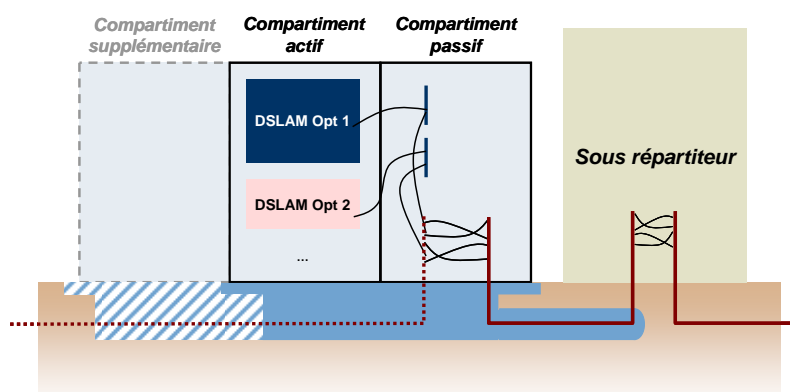 Compartiment
supplémentaire
Compartiment
actif
Compartiment
passif
DSLAM Opt 1
DSLAM Opt 2
...
Sous répartiteur